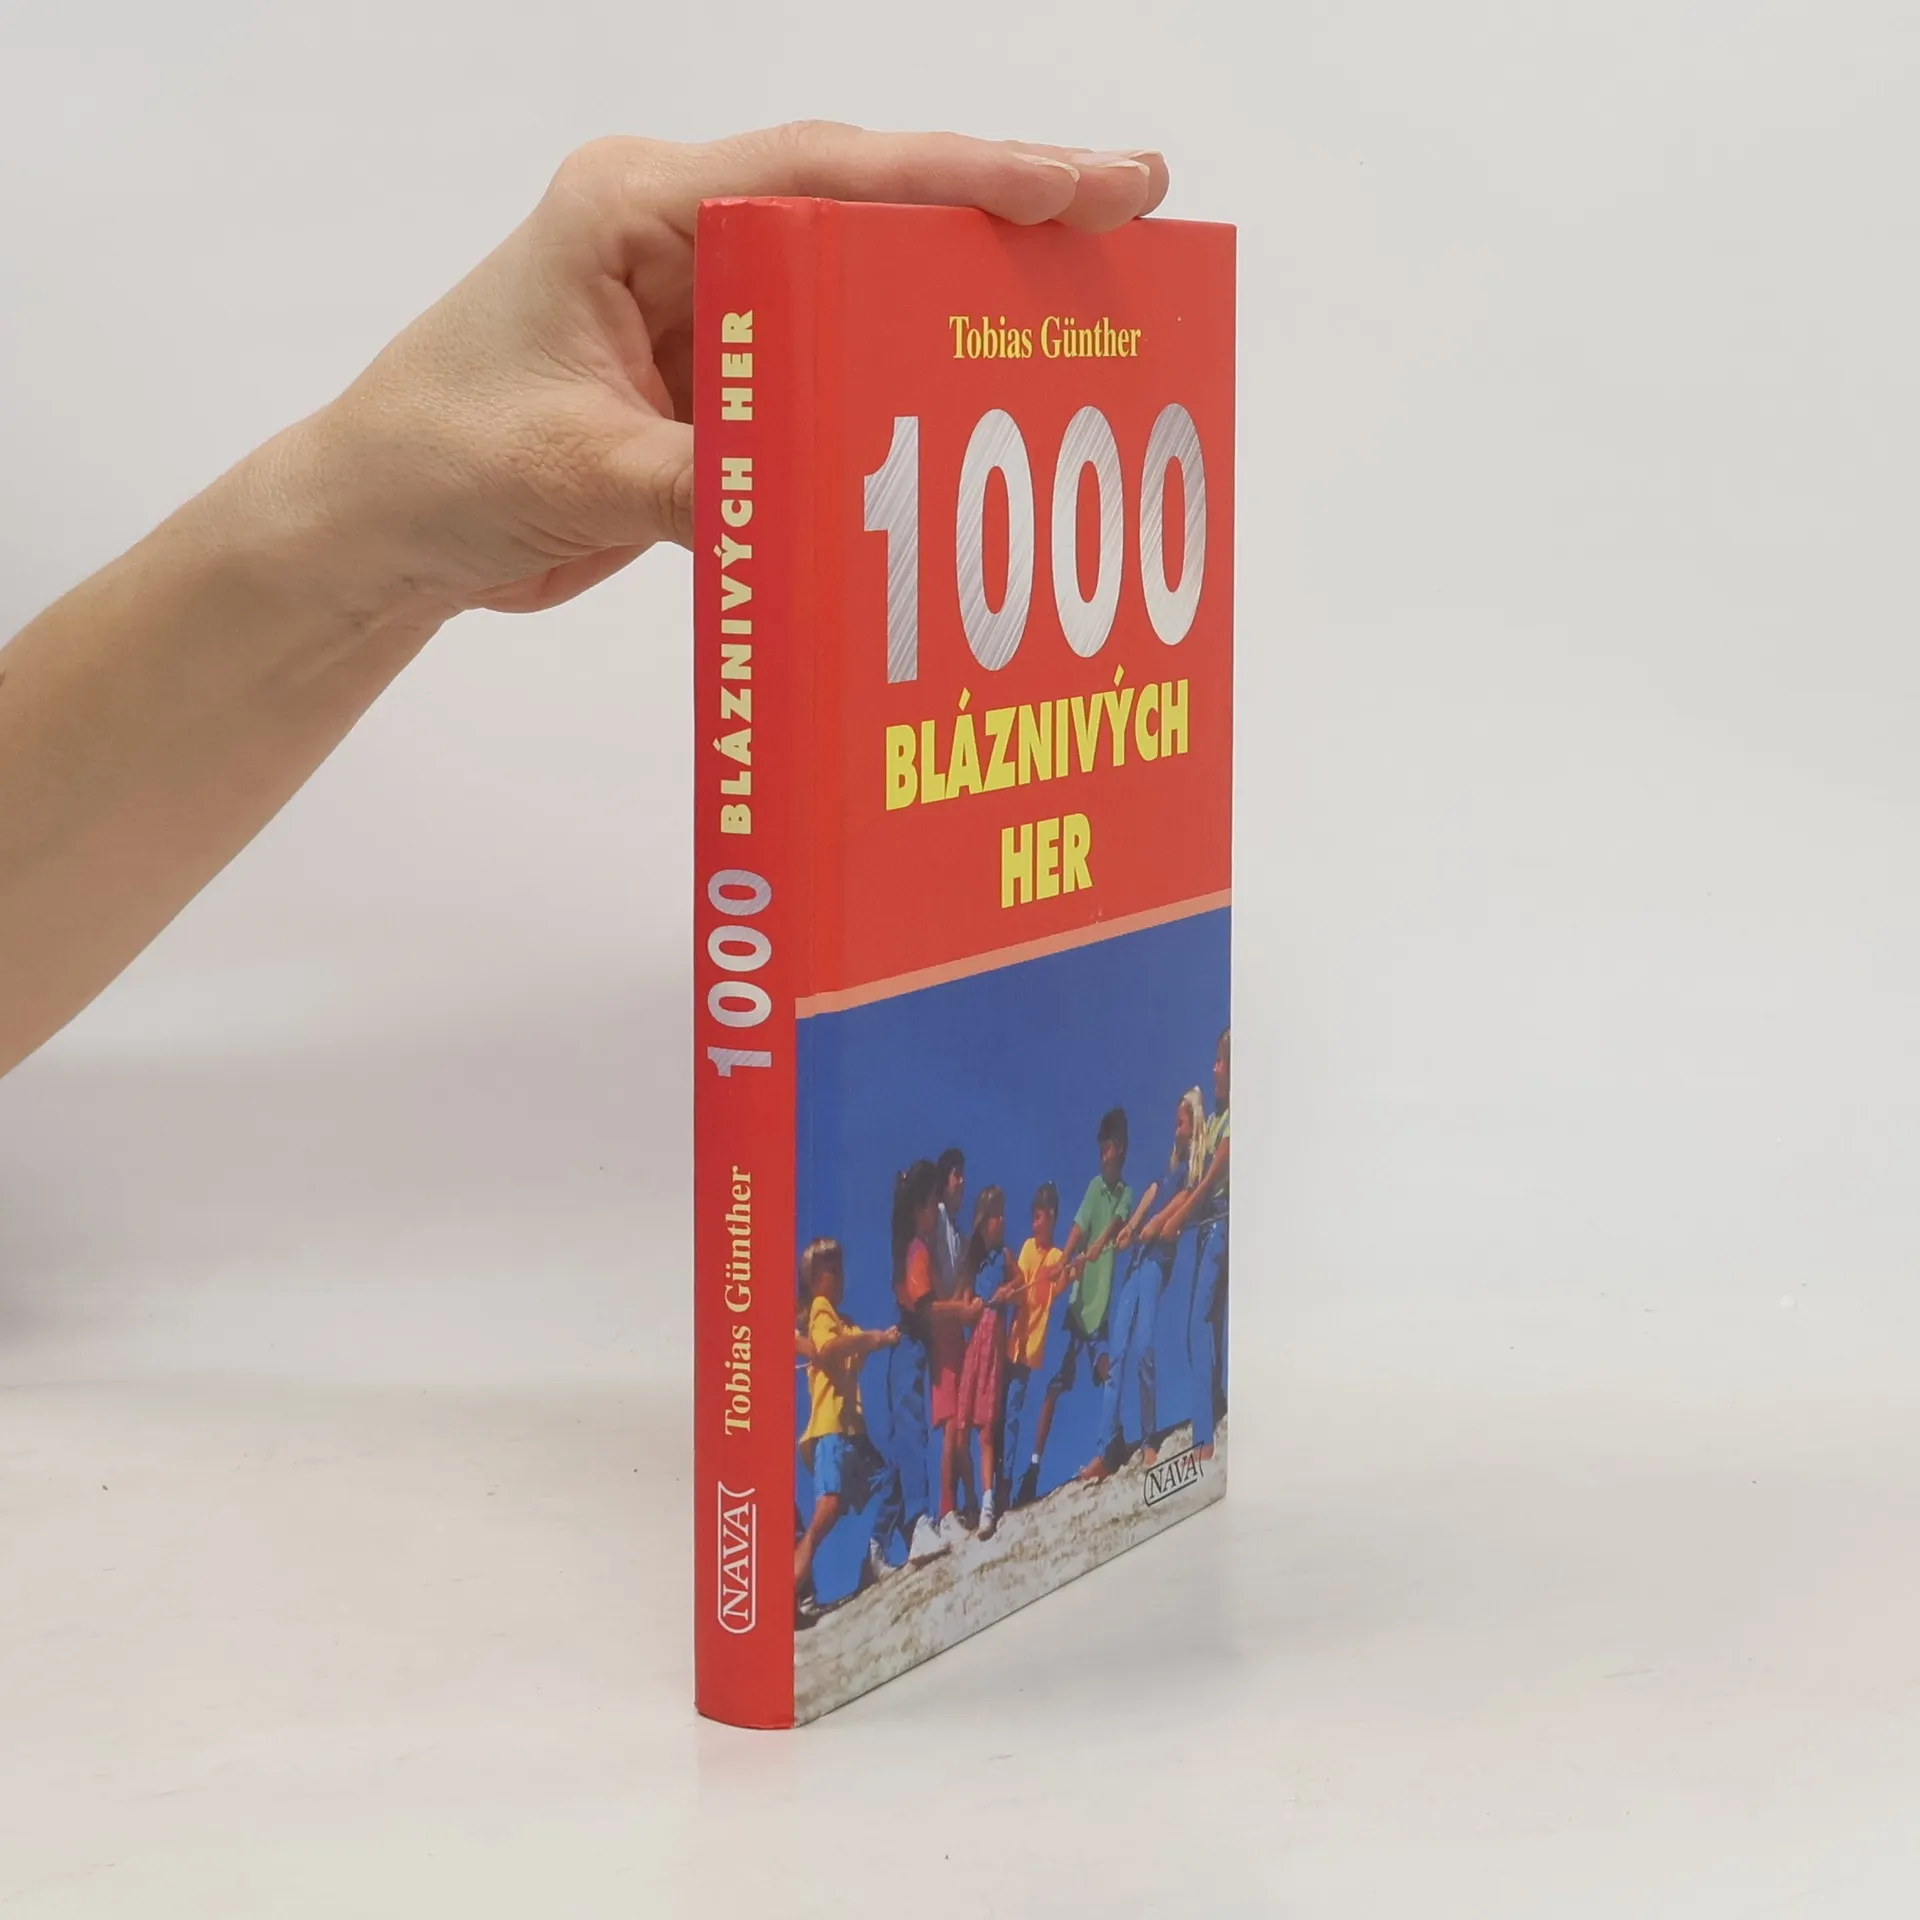 1000 BLÁZNIVÝCH HER
Tobias Günther
NAVA
Tobias Günther
1000
BLÁZNIVÝCH
HER
NAVA